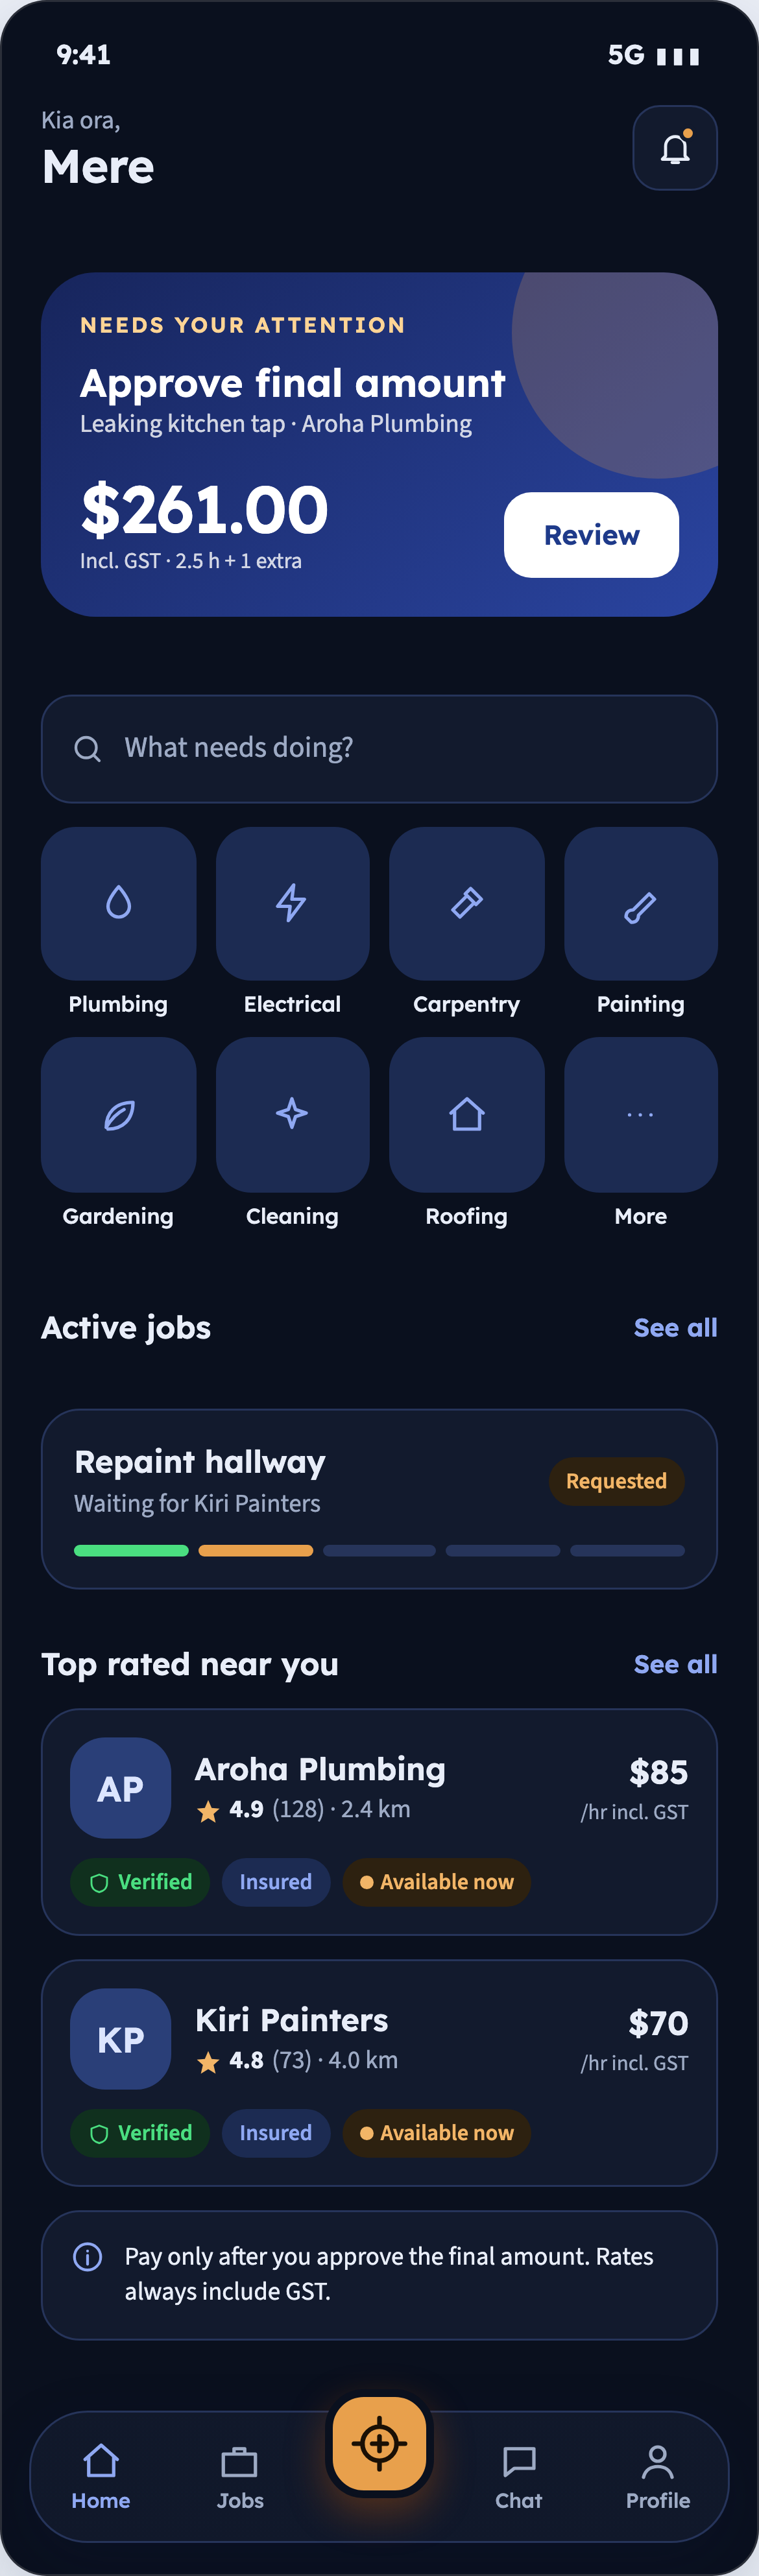 9:41
5G
Kia ora,
Mere
NEEDS YOUR ATTENTION
Approve final amount
Leaking kitchen tap · Aroha Plumbing
$261.00
Incl. GST · 2.5 h + 1 extra
Review
What needs doing?
Plumbing
Electrical
Carpentry
Painting
Gardening
Cleaning
Roofing
More
Active jobs
See all
Repaint hallway
Waiting for Kiri Painters
Requested
Top rated near you
See all
AP
Aroha Plumbing
4.9 (128) · 2.4 km
$85
/hr incl. GST
Verified
Insured
Available now
KP
Kiri Painters
4.8 (73) · 4.0 km
$70
/hr incl. GST
Verified
Insured
Available now
Pay only after you approve the final amount. Rates
always include GST.
Home
Jobs
Chat
Profile